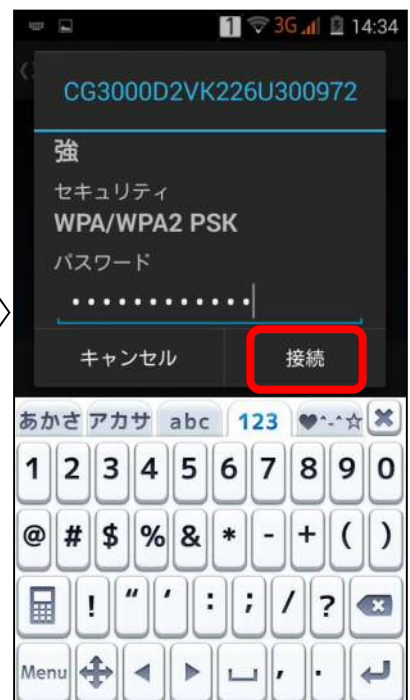 1 3G 14:34
CG3000D2VK226U300972
強
セキュリティ
WPA/WPA2 PSK
パスワード
••••••••••••
キャンセル 接続
あかさ アカサ abc 123 ♥^-^☆ ✖
1 2 3 4 5 6 7 8 9 0
@ # $ % & * - + ( )
! " ' : ; / ?
Menu , .